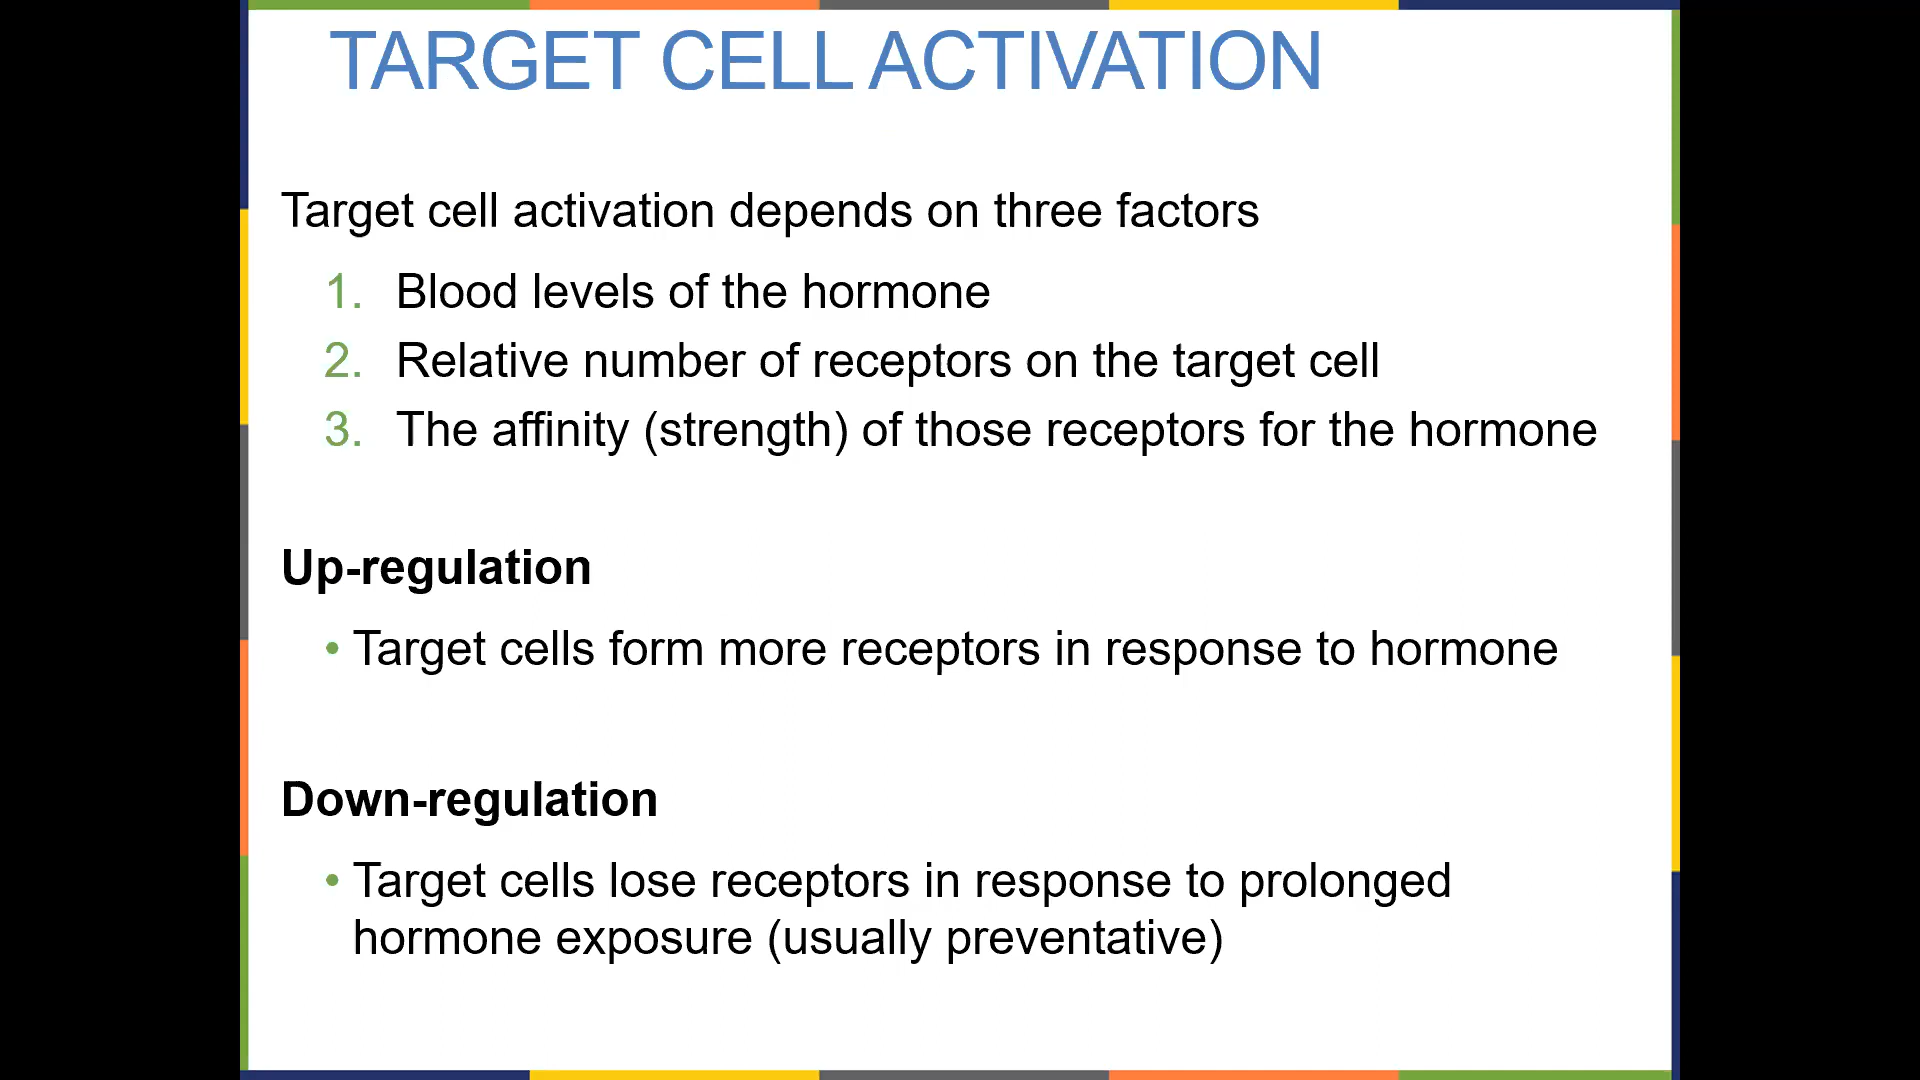 TARGET CELL ACTIVATION
Target cell activation depends on three factors
1. Blood levels of the hormone
2. Relative number of receptors on the target cell
3. The affinity (strength) of those receptors for the hormone
Up-regulation
• Target cells form more receptors in response to hormone
Down-regulation
• Target cells lose receptors in response to prolonged
hormone exposure (usually preventative)